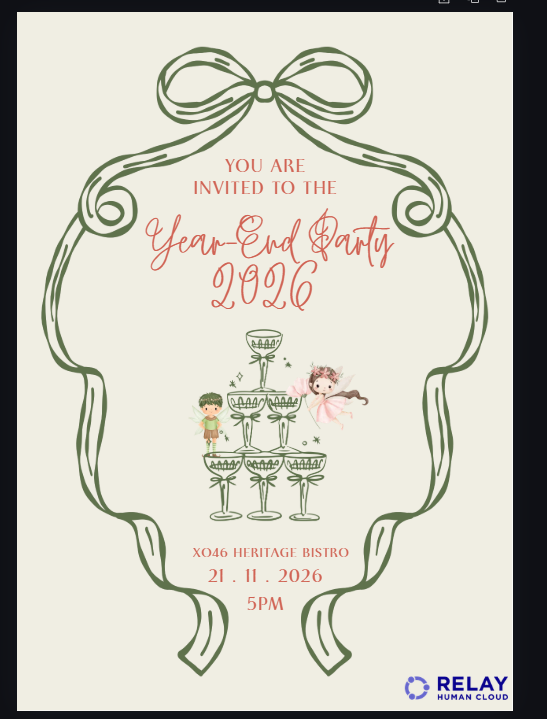 YOU ARE
INVITED TO THE
Year-End Party
2026
XO46 HERITAGE BISTRO
21 . 11 . 2026
5PM
RELAY
HUMAN CLOUD